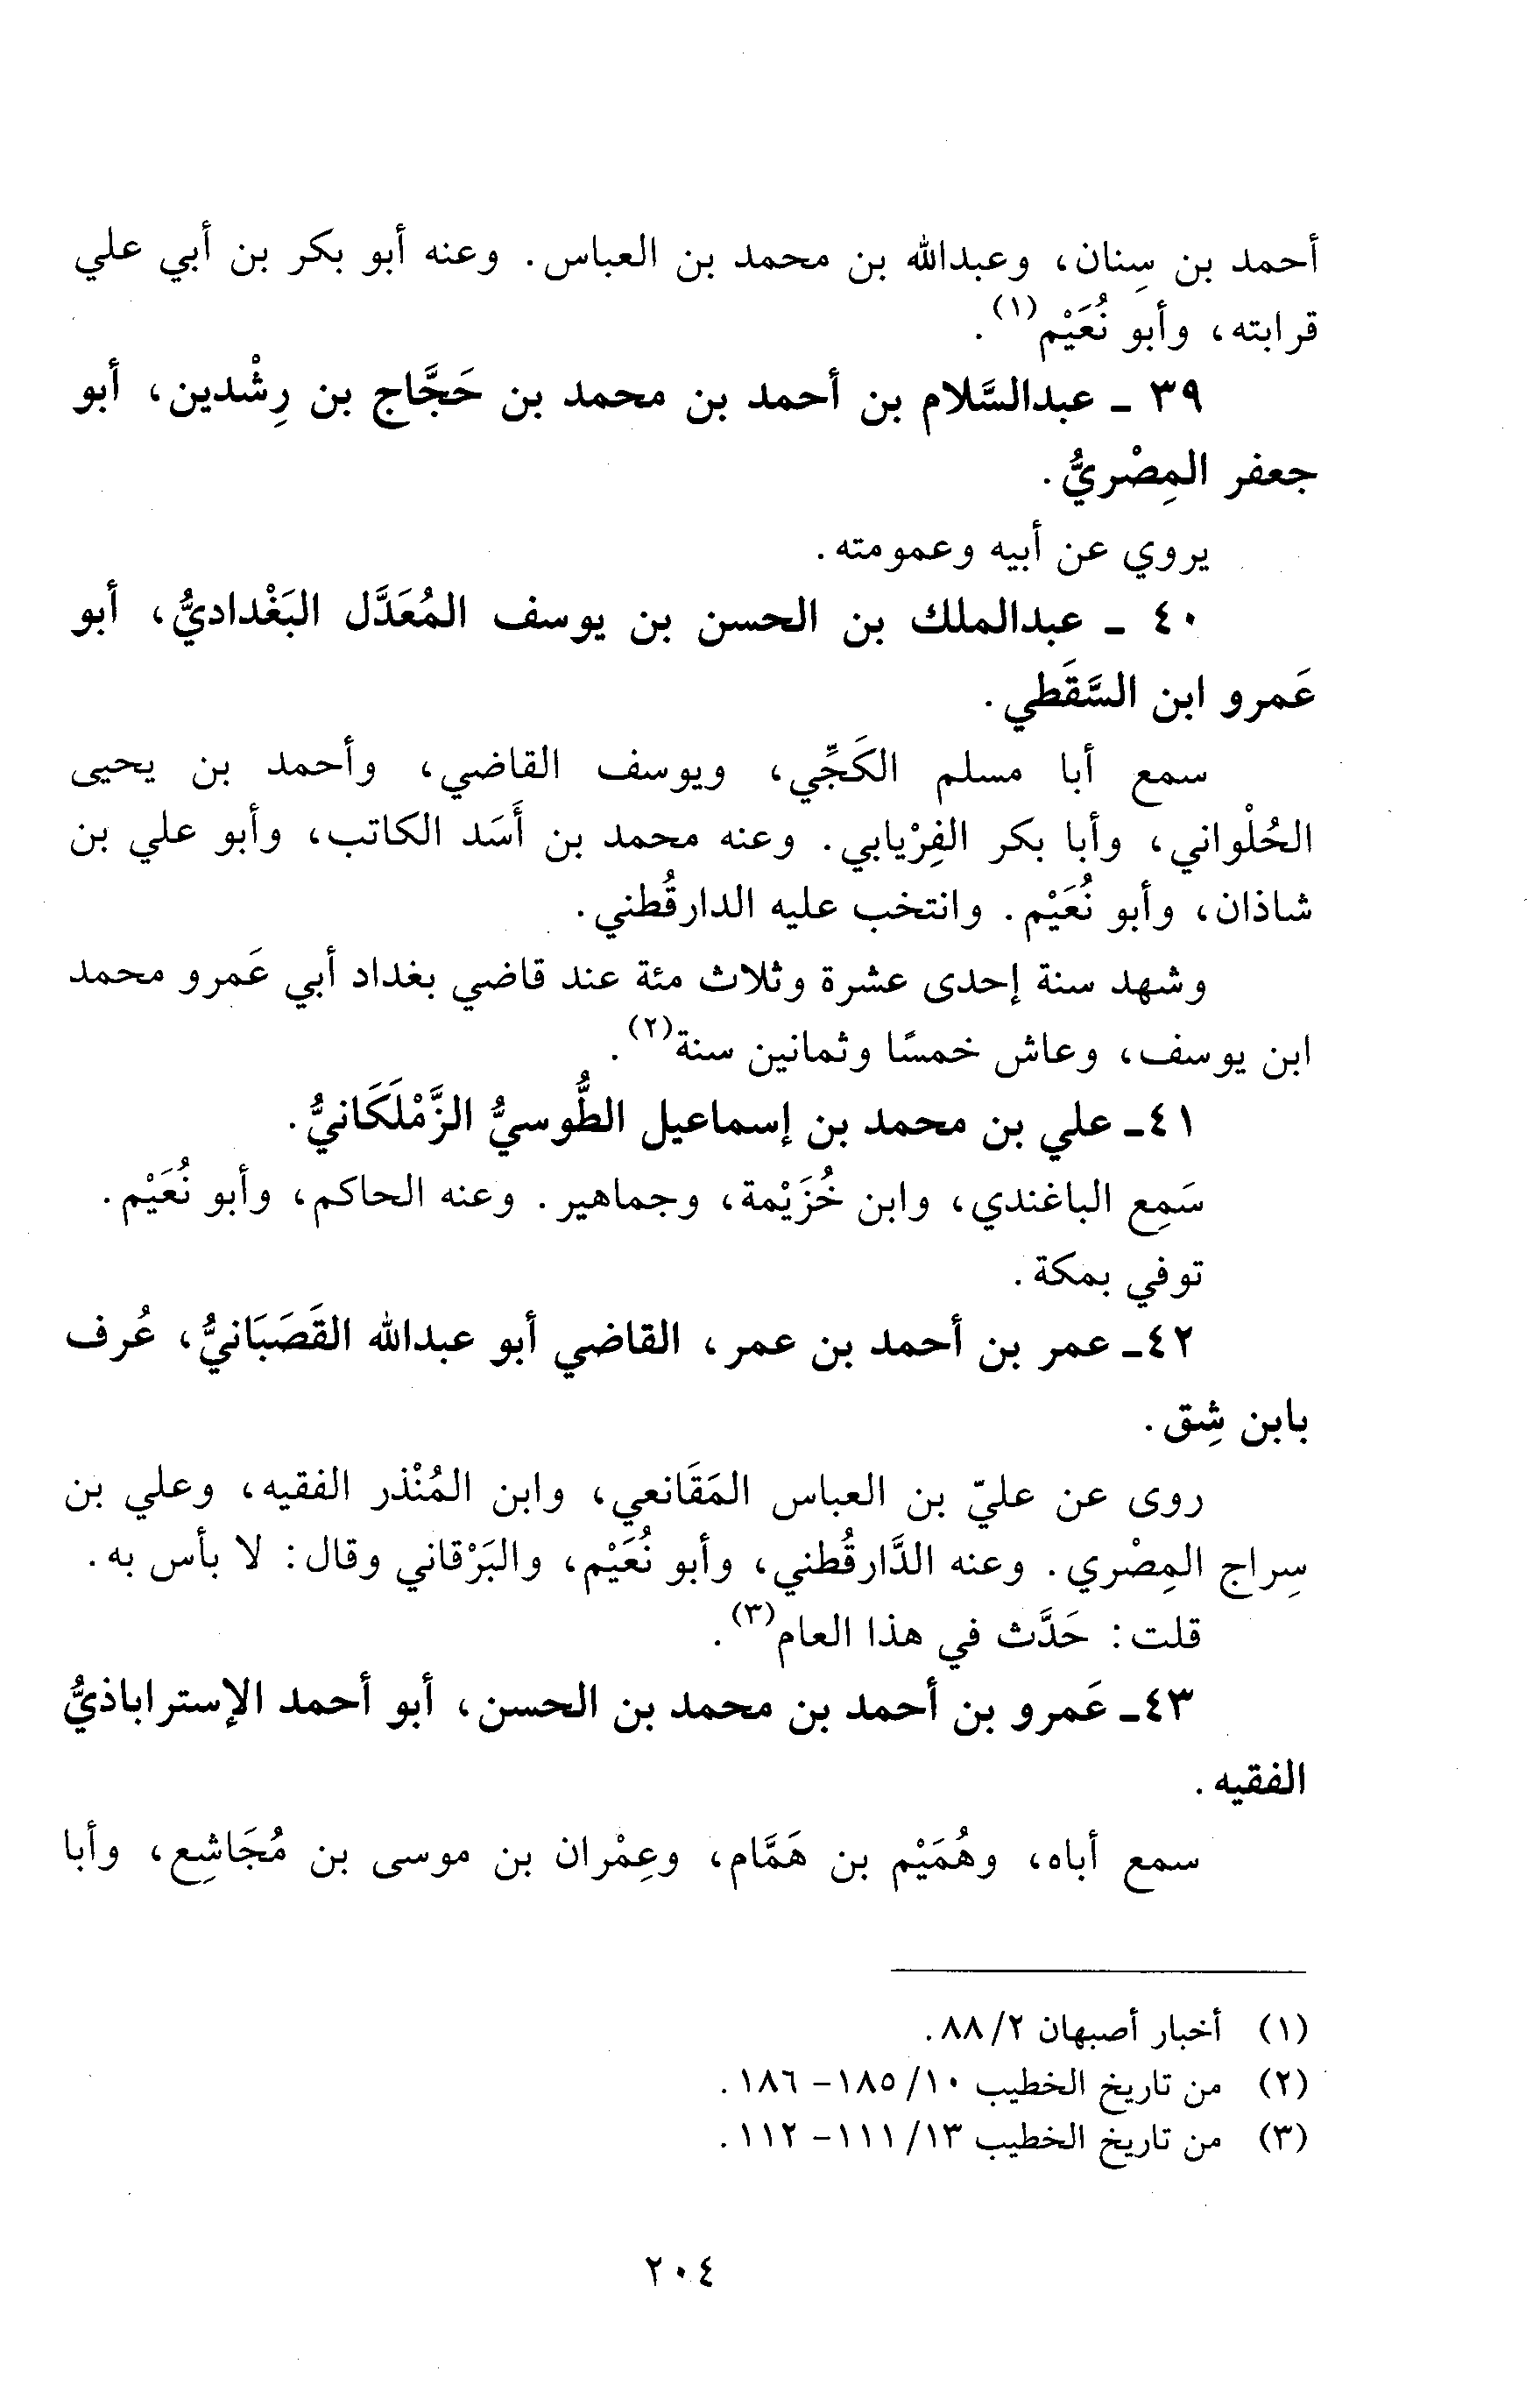 أحمد بن سِنان، وعبدالله بن محمد بن العباس. وعنه أبو بكر بن أبي علي
قرابته، وأبو نُعَيْم(١).
٣٩ ـ عبدالسَّلام بن أحمد بن محمد بن حَجَّاج بن رِشْدين، أبو
جعفر المِصْريُّ.
يروي عن أبيه وعمومته.
٤٠ ـ عبدالملك بن الحسن بن يوسف المُعَدَّل البَغْداديُّ، أبو
عَمرو ابن السَّقَطي.
سمع أبا مسلم الكَجِّي، ويوسف القاضي، وأحمد بن يحيى
الحُلْواني، وأبا بكر الفِرْيابي. وعنه محمد بن أَسَد الكاتب، وأبو علي بن
شاذان، وأبو نُعَيْم. وانتخب عليه الدارقُطني.
وشهد سنة إحدى عشرة وثلاث مئة عند قاضي بغداد أبي عَمرو محمد
ابن يوسف، وعاش خمسًا وثمانين سنة(٢).
٤١ـ علي بن محمد بن إسماعيل الطُّوسيُّ الزَّمْلَكَانيُّ.
سَمِع الباغندي، وابن خُزَيْمة، وجماهير. وعنه الحاكم، وأبو نُعَيْم.
توفي بمكة.
٤٢ـ عمر بن أحمد بن عمر، القاضي أبو عبدالله القَصَبَانيُّ، عُرف
بابن شِق.
روى عن عليّ بن العباس المَقَانعي، وابن المُنْذر الفقيه، وعلي بن
سِراج المِصْري. وعنه الدَّارقُطني، وأبو نُعَيْم، والبَرْقاني وقال: لا بأس به.
قلت: حَدَّث في هذا العام(٣).
٤٣ـ عَمرو بن أحمد بن محمد بن الحسن، أبو أحمد الإستراباذيُّ
الفقيه.
سمع أباه، وهُمَيْم بن هَمَّام، وعِمْران بن موسى بن مُجَاشِع، وأبا
(١) أخبار أصبهان ٢/ ٨٨.
(٢) من تاريخ الخطيب ١٠/ ١٨٥- ١٨٦.
(٣) من تاريخ الخطيب ١٣/ ١١١- ١١٢.
٢٠٤